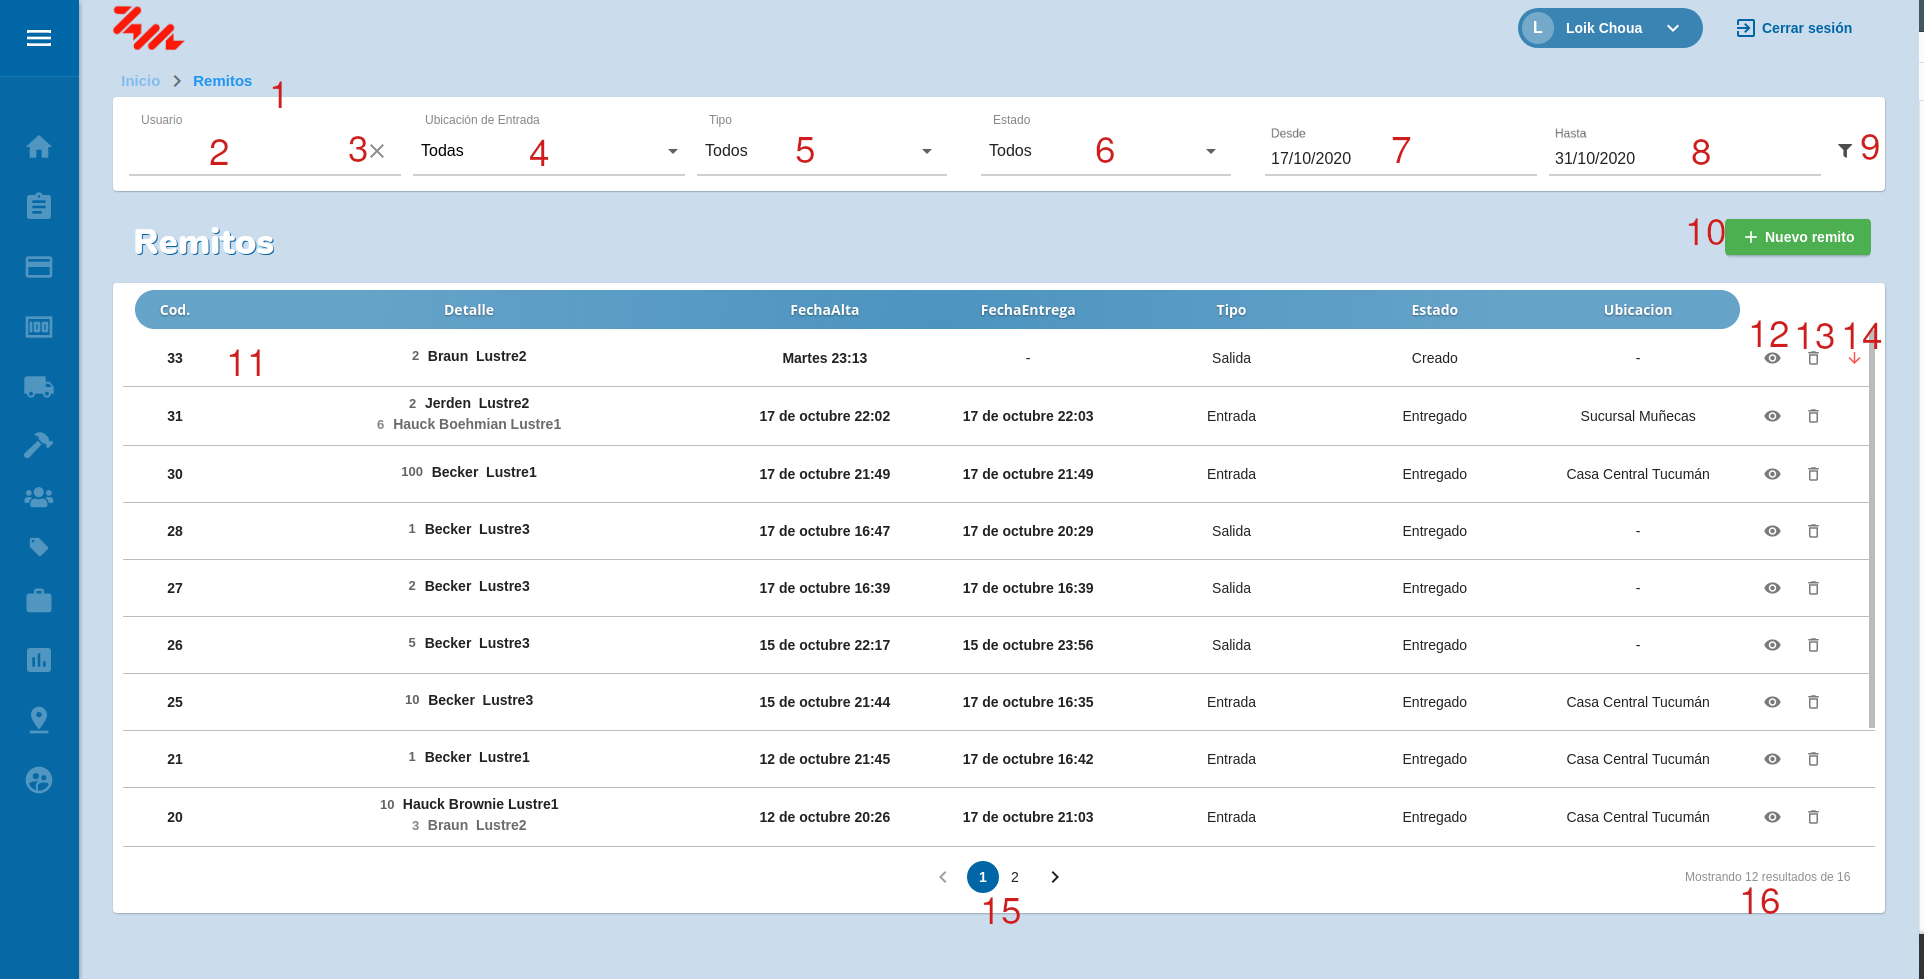 L Loik Choua Cerrar sesión
Inicio Remitos 1
Usuario Ubicación de Entrada Tipo Estado Desde Hasta
2 3 Todas 4 Todos 5 Todos 6 17/10/2020 7 31/10/2020 8 9
Remitos 10 Nuevo remito
Cod. Detalle FechaAlta FechaEntrega Tipo Estado Ubicacion
12 13 14
33 11 2 Braun Lustre2 Martes 23:13 - Salida Creado -
31 2 Jerden Lustre2 17 de octubre 22:02 17 de octubre 22:03 Entrada Entregado Sucursal Muñecas
6 Hauck Boehmian Lustre1
30 100 Becker Lustre1 17 de octubre 21:49 17 de octubre 21:49 Entrada Entregado Casa Central Tucumán
28 1 Becker Lustre3 17 de octubre 16:47 17 de octubre 20:29 Salida Entregado -
27 2 Becker Lustre3 17 de octubre 16:39 17 de octubre 16:39 Salida Entregado -
26 5 Becker Lustre3 15 de octubre 22:17 15 de octubre 23:56 Salida Entregado -
25 10 Becker Lustre3 15 de octubre 21:44 17 de octubre 16:35 Entrada Entregado Casa Central Tucumán
21 1 Becker Lustre1 12 de octubre 21:45 17 de octubre 16:42 Entrada Entregado Casa Central Tucumán
20 10 Hauck Brownie Lustre1 12 de octubre 20:26 17 de octubre 21:03 Entrada Entregado Casa Central Tucumán
3 Braun Lustre2
1 2 Mostrando 12 resultados de 16
15 16